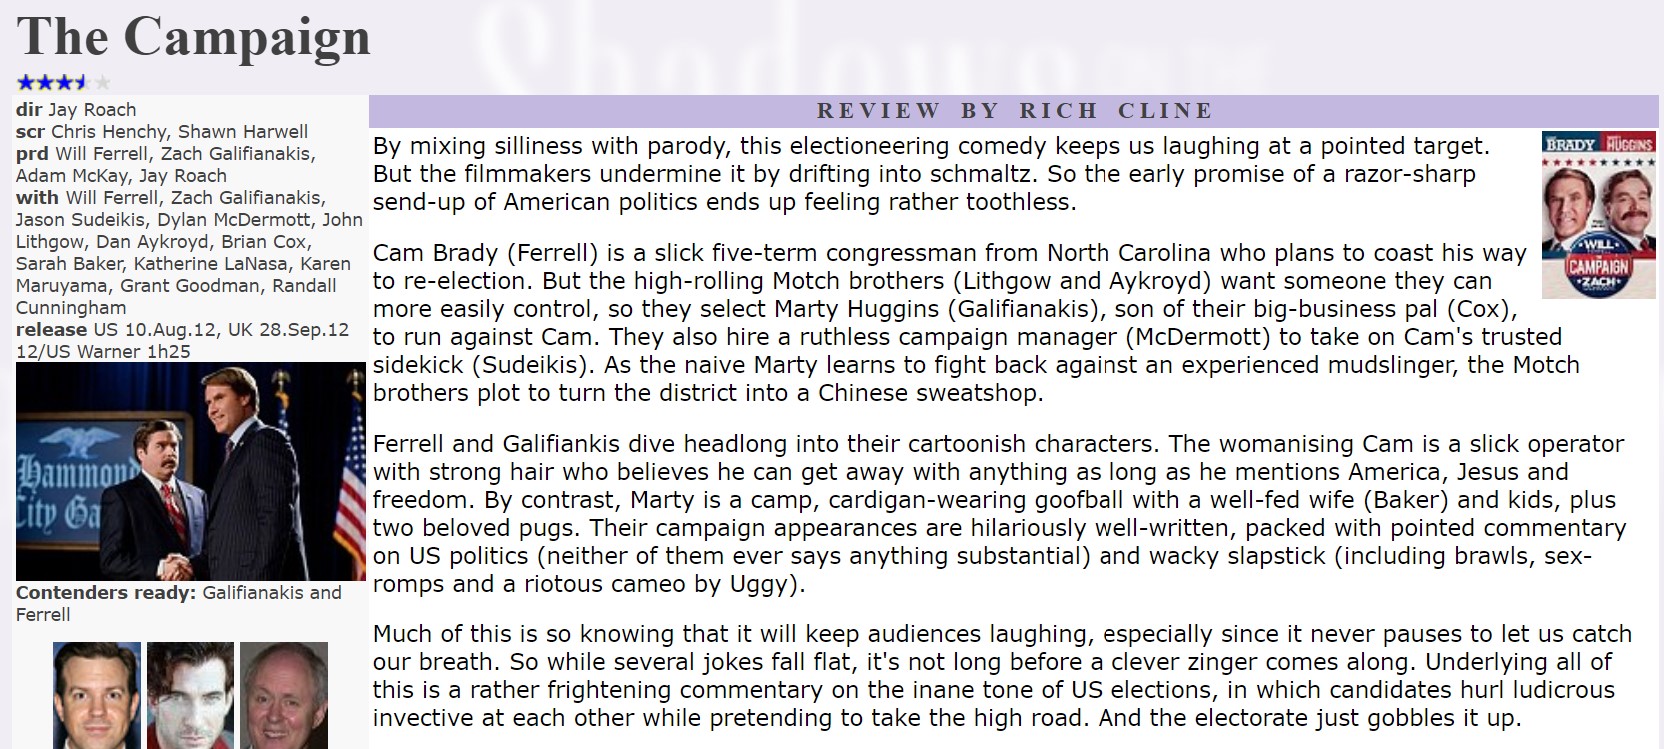 The Campaign
Shadows
dir Jay Roach
scr Chris Henchy, Shawn Harwell
prd Will Ferrell, Zach Galifianakis,
Adam McKay, Jay Roach
with Will Ferrell, Zach Galifianakis,
Jason Sudeikis, Dylan McDermott, John
Lithgow, Dan Aykroyd, Brian Cox,
Sarah Baker, Katherine LaNasa, Karen
Maruyama, Grant Goodman, Randall
Cunningham
release US 10.Aug.12, UK 28.Sep.12
12/US Warner 1h25
Hammond
City Ga
Contenders ready: Galifianakis and
Ferrell
REVIEW BY RICH CLINE
By mixing silliness with parody, this electioneering comedy keeps us laughing at a pointed target.
But the filmmakers undermine it by drifting into schmaltz. So the early promise of a razor-sharp
send-up of American politics ends up feeling rather toothless.
Cam Brady (Ferrell) is a slick five-term congressman from North Carolina who plans to coast his way
to re-election. But the high-rolling Motch brothers (Lithgow and Aykroyd) want someone they can
more easily control, so they select Marty Huggins (Galifianakis), son of their big-business pal (Cox),
to run against Cam. They also hire a ruthless campaign manager (McDermott) to take on Cam's trusted
sidekick (Sudeikis). As the naive Marty learns to fight back against an experienced mudslinger, the Motch
brothers plot to turn the district into a Chinese sweatshop.
Ferrell and Galifiankis dive headlong into their cartoonish characters. The womanising Cam is a slick operator
with strong hair who believes he can get away with anything as long as he mentions America, Jesus and
freedom. By contrast, Marty is a camp, cardigan-wearing goofball with a well-fed wife (Baker) and kids, plus
two beloved pugs. Their campaign appearances are hilariously well-written, packed with pointed commentary
on US politics (neither of them ever says anything substantial) and wacky slapstick (including brawls, sex-
romps and a riotous cameo by Uggy).
Much of this is so knowing that it will keep audiences laughing, especially since it never pauses to let us catch
our breath. So while several jokes fall flat, it's not long before a clever zinger comes along. Underlying all of
this is a rather frightening commentary on the inane tone of US elections, in which candidates hurl ludicrous
invective at each other while pretending to take the high road. And the electorate just gobbles it up.
BRADY
HUGGINS
WILL
CAMPAIGN
ZACH